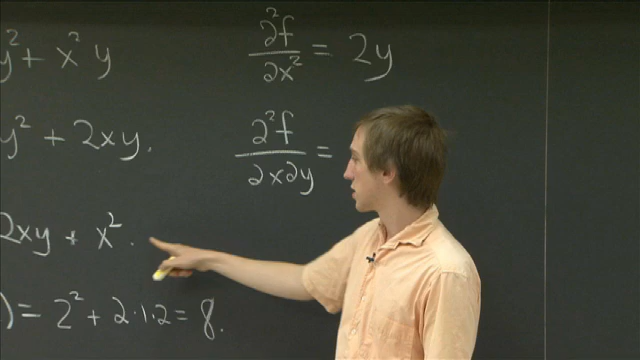 y² + x² y
y² + 2xy.
2xy + x².
) = 2² + 2·1·2 = 8.
∂²f/∂x² = 2y
∂²f/∂x∂y =